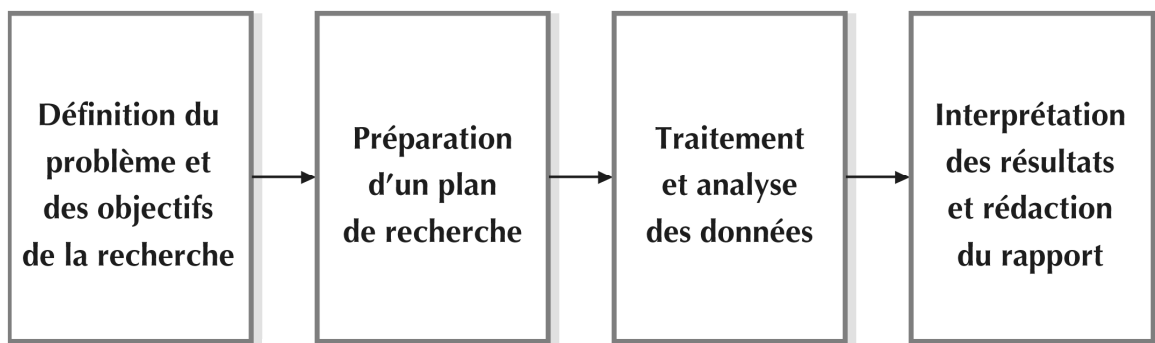 Définition du
problème et
des objectifs
de la recherche
Préparation
d’un plan
de recherche
Traitement
et analyse
des données
Interprétation
des résultats
et rédaction
du rapport